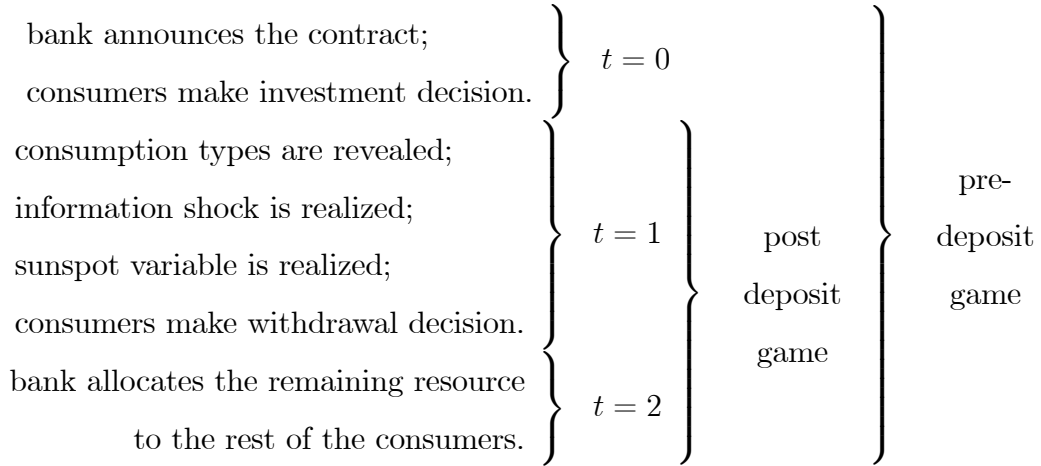 bank announces the contract;
consumers make investment decision.
t = 0
consumption types are revealed;
information shock is realized;
sunspot variable is realized;
consumers make withdrawal decision.
t = 1
bank allocates the remaining resource
to the rest of the consumers.
t = 2
post
deposit
game
pre-
deposit
game